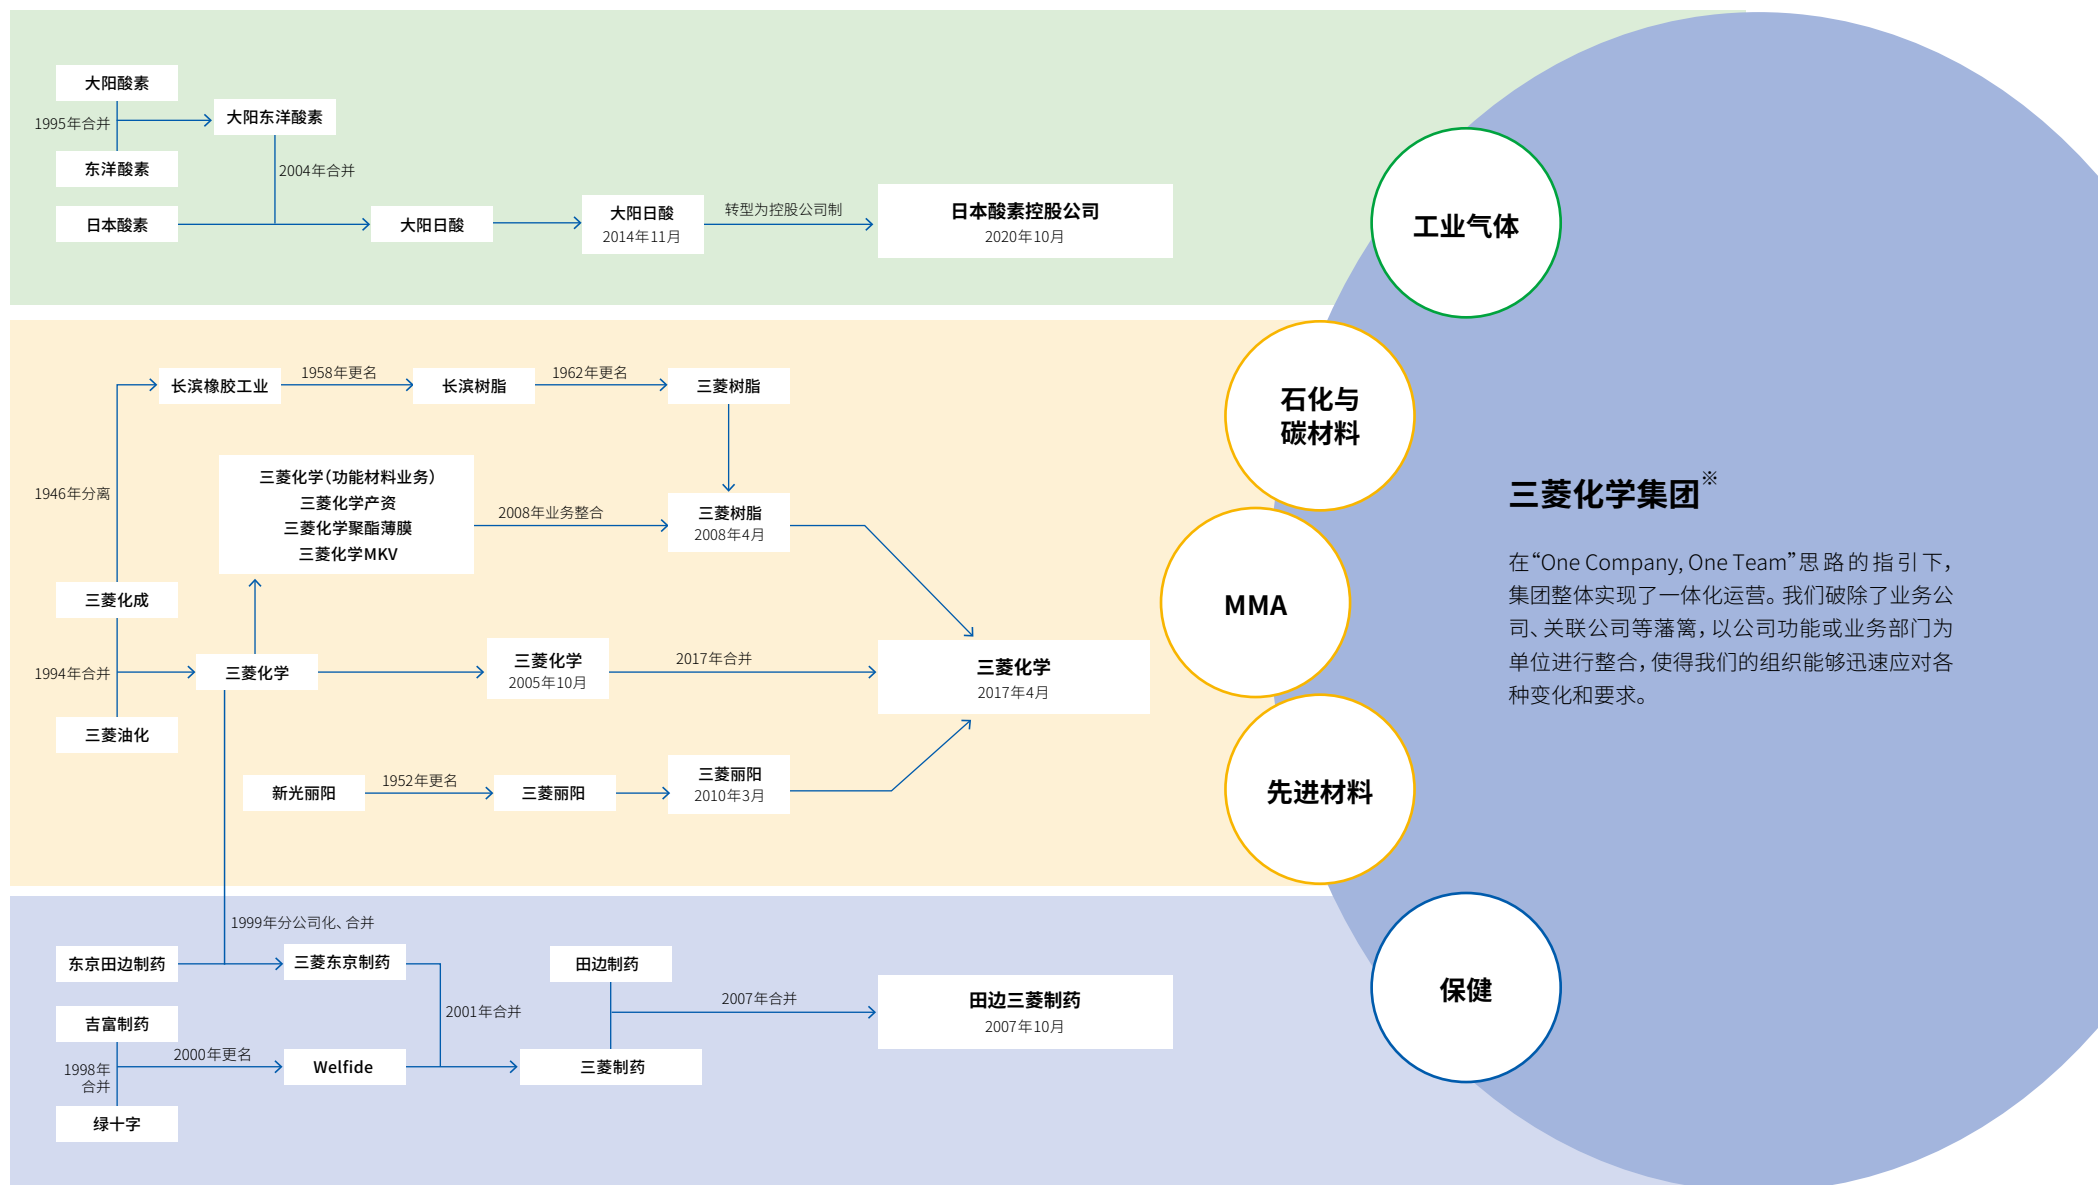 大阳酸素
1995年合并
大阳东洋酸素
东洋酸素
2004年合并
日本酸素
大阳日酸
大阳日酸
2014年11月
转型为控股公司制
日本酸素控股公司
2020年10月
工业气体
长滨橡胶工业
1958年更名
长滨树脂
1962年更名
三菱树脂
石化与
碳材料
1946年分离
三菱化学(功能材料业务)
三菱化学产资
三菱化学聚酯薄膜
三菱化学MKV
2008年业务整合
三菱树脂
2008年4月
三菱化成
1994年合并
三菱化学
三菱化学
2005年10月
2017年合并
三菱化学
2017年4月
MMA
三菱油化
新光丽阳
1952年更名
三菱丽阳
三菱丽阳
2010年3月
先进材料
三菱化学集团※
在“One Company, One Team”思路的指引下，
集团整体实现了一体化运营。我们破除了业务公
司、关联公司等藩篱，以公司功能或业务部门为
单位进行整合，使得我们的组织能够迅速应对各
种变化和要求。
1999年分公司化、合并
东京田边制药
三菱东京制药
田边制药
吉富制药
2001年合并
2007年合并
田边三菱制药
2007年10月
保健
1998年
合并
2000年更名
Welfide
三菱制药
绿十字